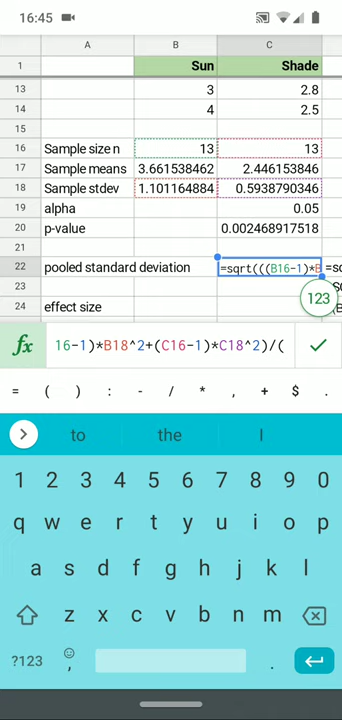 16:45
A B C
1 Sun Shade
13 3 2.8
14 4 2.5
15
16 Sample size n 13 13
17 Sample means 3.661538462 2.446153846
18 Sample stdev 1.101164884 0.5938790346
19 alpha 0.05
20 p-value 0.002468917518
21
22 pooled standard deviation =sqrt(((B16-1)*B
23
123
24 effect size
fx 16-1)*B18^2+(C16-1)*C18^2)/(
= ( ) : - / * , + $ .
to the I
1 2 3 4 5 6 7 8 9 0
q w e r t y u i o p
a s d f g h j k l
z x c v b n m
?123 , .